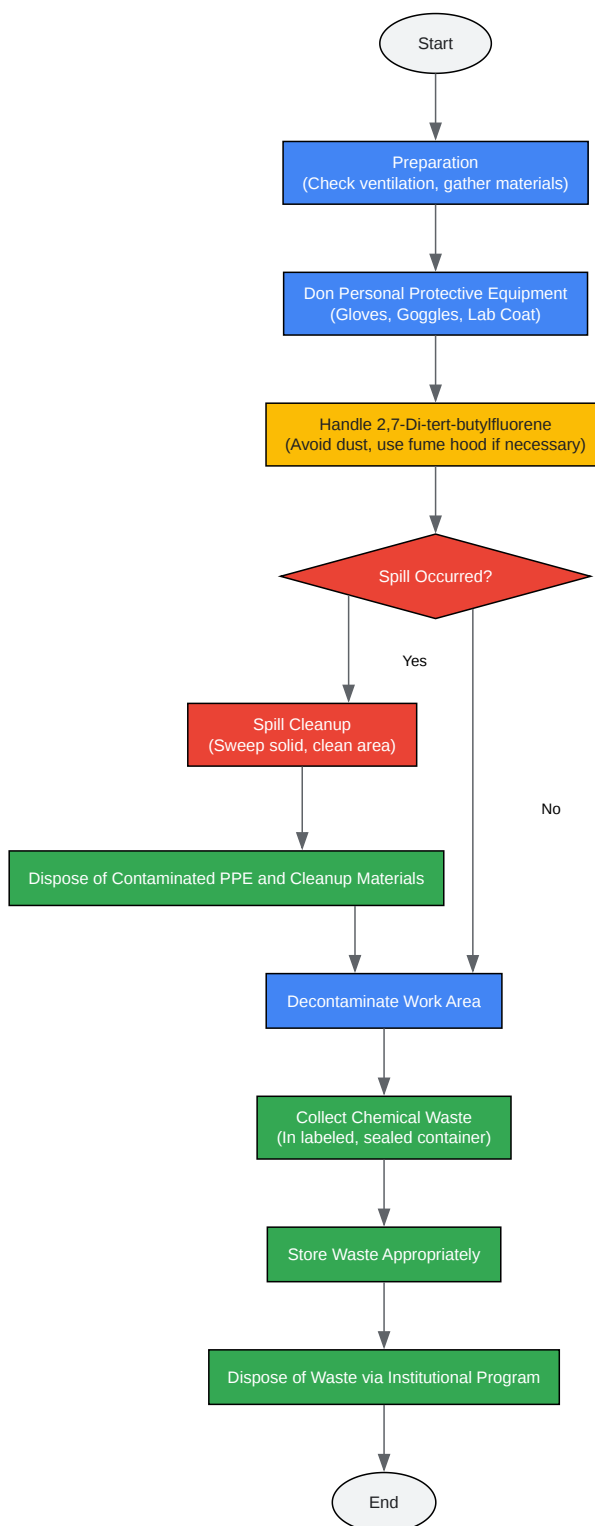 Start
Preparation
(Check ventilation, gather materials)
Don Personal Protective Equipment
(Gloves, Goggles, Lab Coat)
Handle 2,7-Di-tert-butylfluorene
(Avoid dust, use fume hood if necessary)
Spill Occurred?
Yes
Spill Cleanup
(Sweep solid, clean area)
No
Dispose of Contaminated PPE and Cleanup Materials
Decontaminate Work Area
Collect Chemical Waste
(In labeled, sealed container)
Store Waste Appropriately
Dispose of Waste via Institutional Program
End